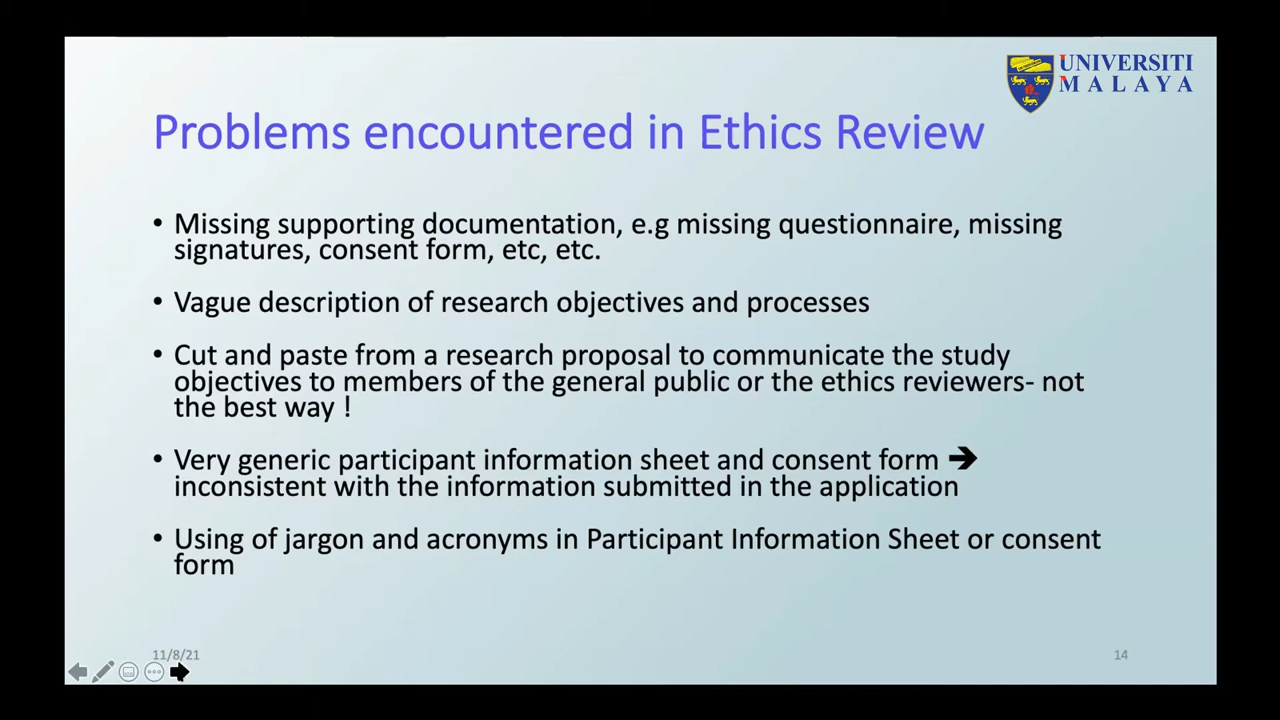 UNIVERSITI
MALAYA
Problems encountered in Ethics Review
• Missing supporting documentation, e.g missing questionnaire, missing
signatures, consent form, etc, etc.
• Vague description of research objectives and processes
• Cut and paste from a research proposal to communicate the study
objectives to members of the general public or the ethics reviewers- not
the best way !
• Very generic participant information sheet and consent form ➔
inconsistent with the information submitted in the application
• Using of jargon and acronyms in Participant Information Sheet or consent
form
11/8/21
14